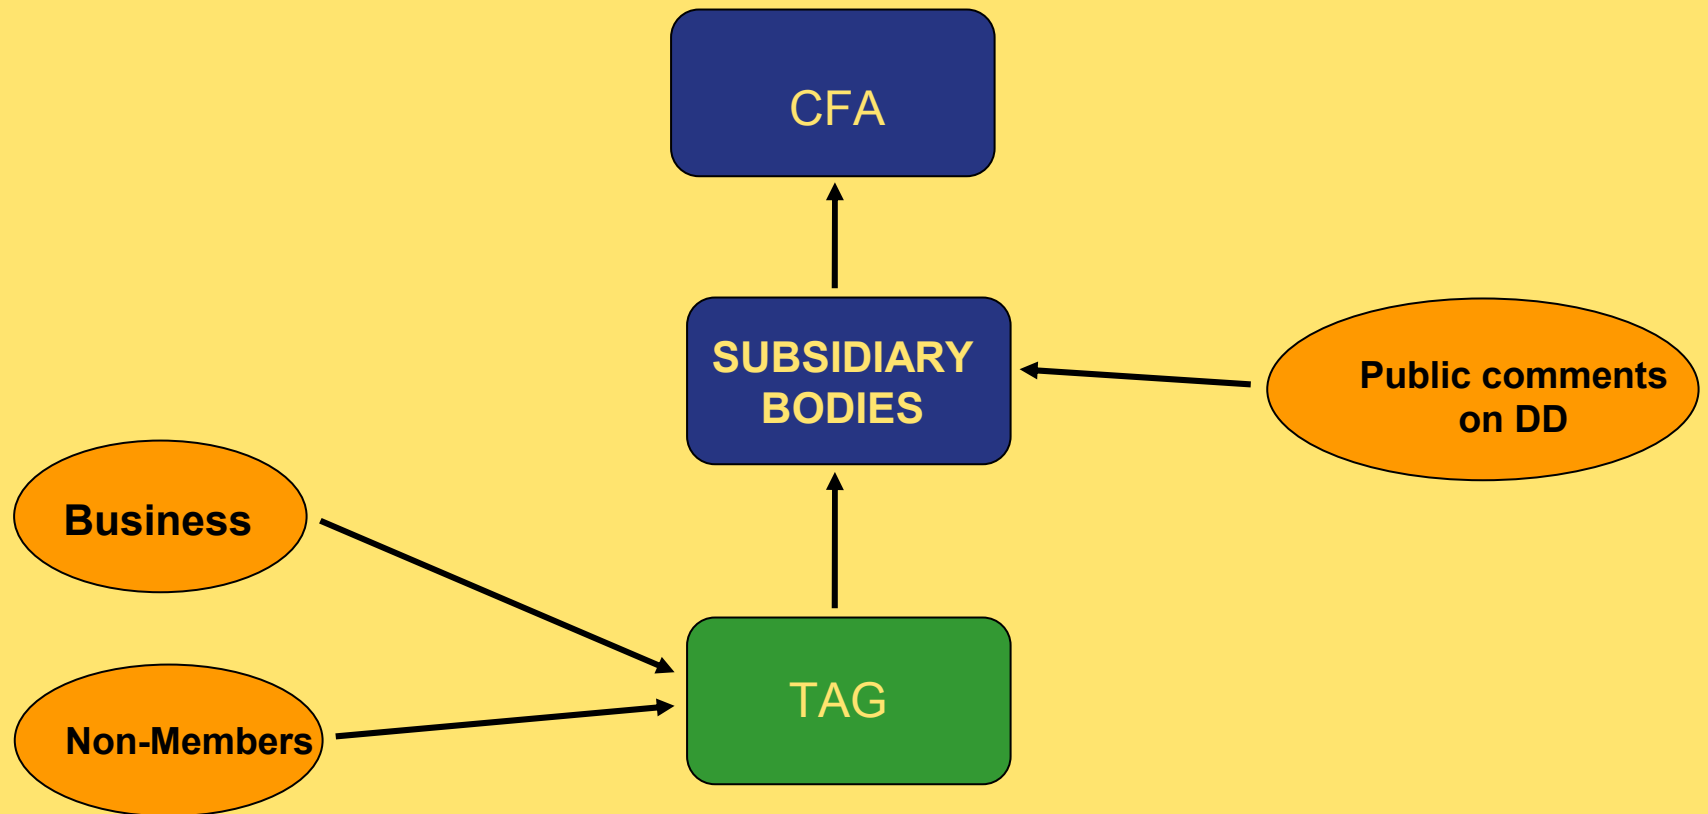 CFA
SUBSIDIARY
BODIES
Public comments
on DD
Business
TAG
Non-Members